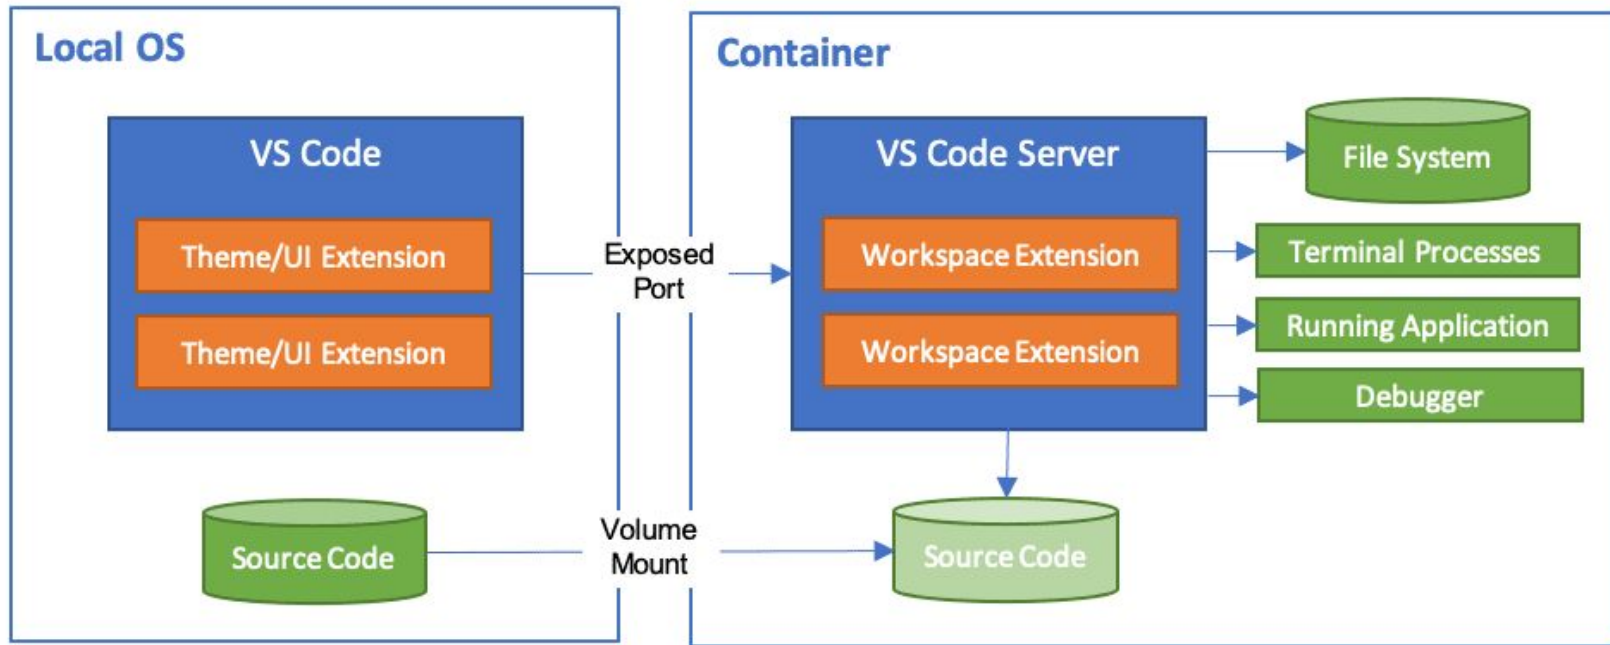 Local OS
VS Code
Theme/UI Extension
Theme/UI Extension
Source Code
Exposed
Port
Volume
Mount
Container
VS Code Server
Workspace Extension
Workspace Extension
File System
Terminal Processes
Running Application
Debugger
Source Code